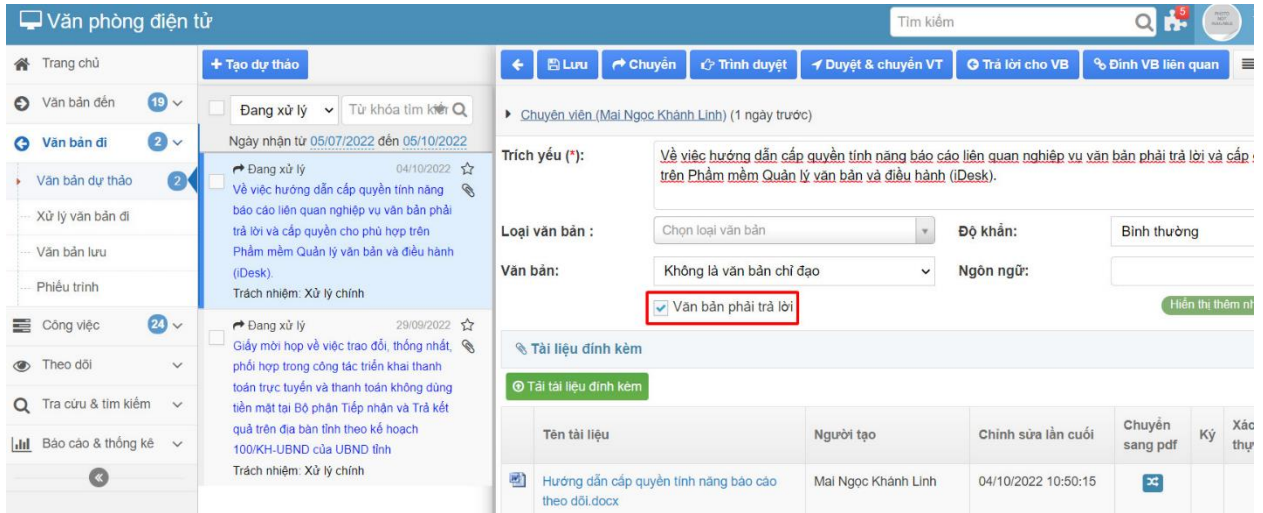 Văn phòng điện tử
Tìm kiếm
5
Trang chủ
Văn bản đến 19
Văn bản đi 2
Văn bản dự thảo 2
Xử lý văn bản đi
Văn bản lưu
Phiếu trình
Công việc 24
Theo dõi
Tra cứu & tìm kiếm
Báo cáo & thống kê
+ Tạo dự thảo
Đang xử lý Từ khóa tìm kiếm
Ngày nhận từ 05/07/2022 đến 05/10/2022
Đang xử lý 04/10/2022
Về việc hướng dẫn cấp quyền tính năng
báo cáo liên quan nghiệp vụ văn bản phải
trả lời và cấp quyền cho phù hợp trên
Phầm mềm Quản lý văn bản và điều hành
(iDesk).
Trách nhiệm: Xử lý chính
Đang xử lý 29/09/2022
Giấy mời họp về việc trao đổi, thống nhất,
phối hợp trong công tác triển khai thanh
toán trực tuyến và thanh toán không dùng
tiền mặt tại Bộ phận Tiếp nhận và Trả kết
quả trên địa bàn tỉnh theo kế hoạch
100/KH-UBND của UBND tỉnh
Trách nhiệm: Xử lý chính
Lưu Chuyển Trình duyệt Duyệt & chuyển VT Trả lời cho VB Đính VB liên quan
Chuyên viên (Mai Ngọc Khánh Linh) (1 ngày trước)
Trích yếu (*): Về việc hướng dẫn cấp quyền tính năng báo cáo liên quan nghiệp vụ văn bản phải trả lời và cấp
trên Phầm mềm Quản lý văn bản và điều hành (iDesk).
Loại văn bản : Chọn loại văn bản Độ khẩn: Bình thường
Văn bản: Không là văn bản chỉ đạo Ngôn ngữ:
Văn bản phải trả lời Hiển thị thêm
Tài liệu đính kèm
Tải tài liệu đính kèm
Tên tài liệu Người tạo Chỉnh sửa lần cuối Chuyển sang pdf Ký Xác
Hướng dẫn cấp quyền tính năng báo cáo Mai Ngọc Khánh Linh 04/10/2022 10:50:15
theo dõi.docx